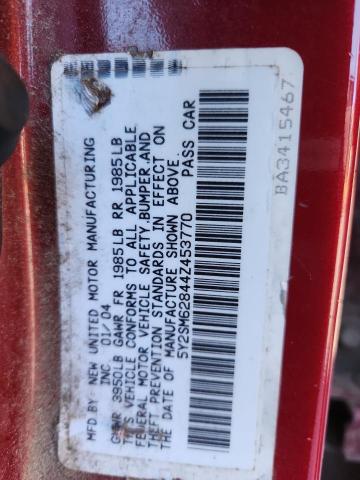 MFD BY: NEW UNITED MOTOR MANUFACTURING
INC 01/04
GVWR 3950LB GAWR FR 1985LB RR 1985LB
THIS VEHICLE CONFORMS TO ALL APPLICABLE
FEDERAL MOTOR VEHICLE SAFETY, BUMPER, AND
THEFT PREVENTION STANDARDS IN EFFECT ON
THE DATE OF MANUFACTURE SHOWN ABOVE.
5Y2SM62844Z453770 PASS CAR
BA3415467